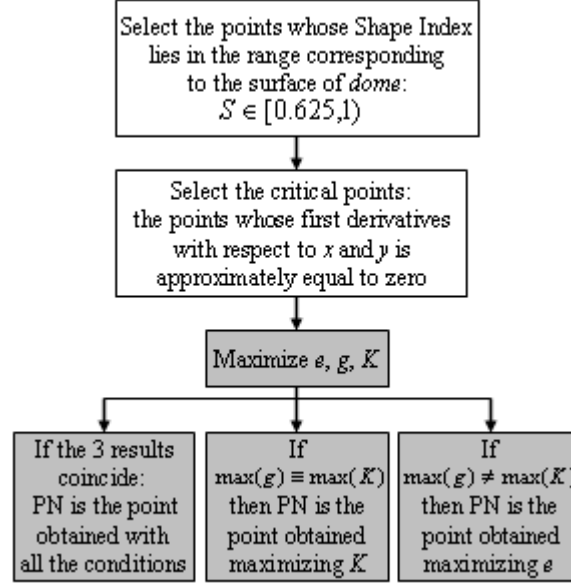 Select the points whose Shape Index
lies in the range corresponding
to the surface of dome:
S ∈ [0.625,1)
Select the critical points:
the points whose first derivatives
with respect to x and y is
approximately equal to zero
Maximize e, g, K
If the 3 results
coincide:
PN is the point
obtained with
all the conditions
If
max(g) ≡ max(K)
then PN is the
point obtained
maximizing K
If
max(g) ≠ max(K)
then PN is the
point obtained
maximizing e